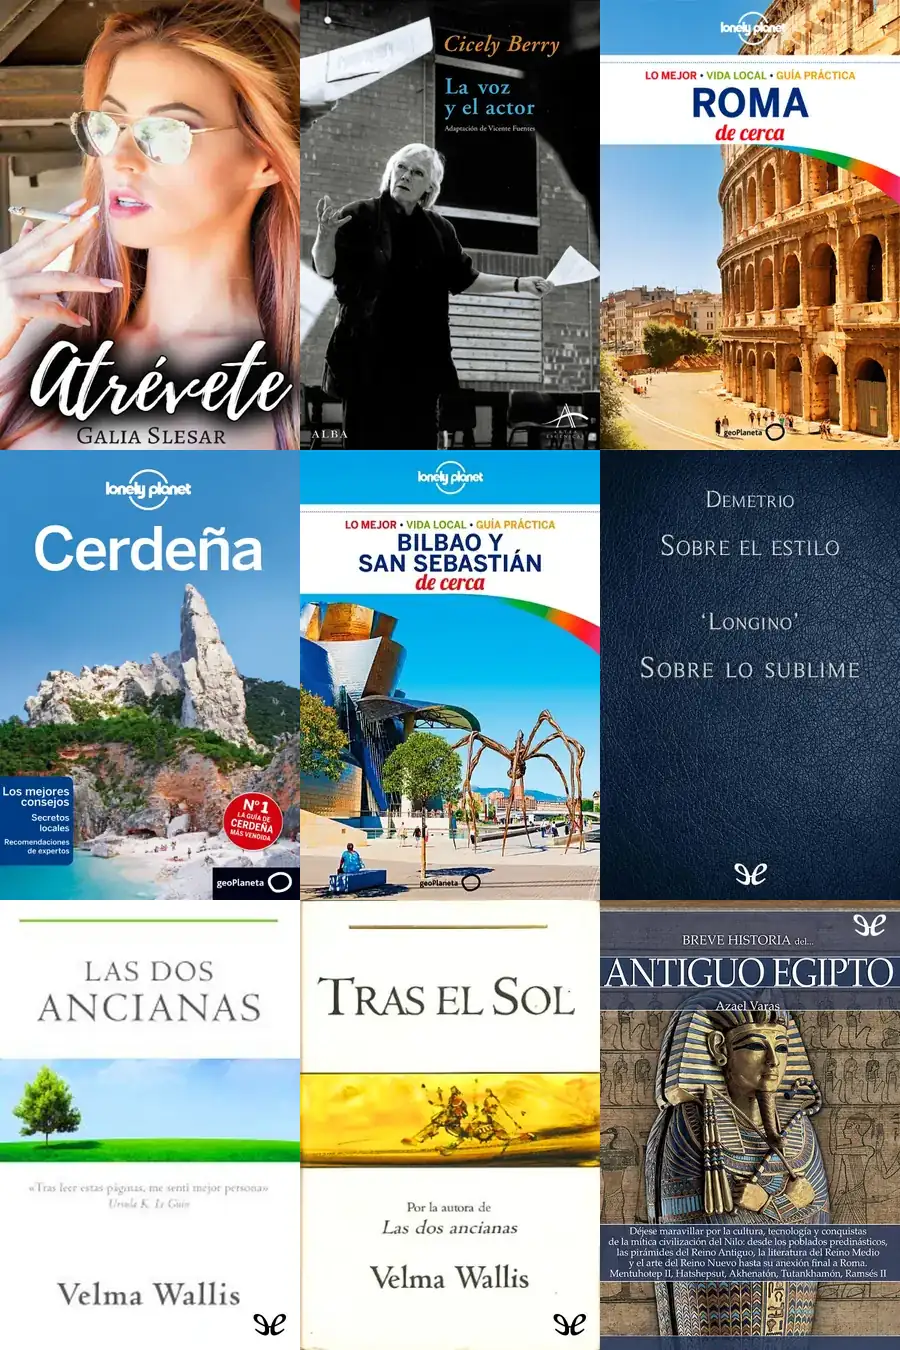 Atrévete
GALIA SLESAR
Cicely Berry
La voz
y el actor
Adaptación de Vicente Fuentes
ALBA
lonely planet
LO MEJOR • VIDA LOCAL • GUÍA PRÁCTICA
ROMA
de cerca
geoPlaneta
lonely planet
Cerdeña
Los mejores
consejos
Secretos
locales
Recomendaciones
de expertos
Nº1
LA GUÍA DE
CERDEÑA
MÁS VENDIDA
geoPlaneta
lonely planet
LO MEJOR • VIDA LOCAL • GUÍA PRÁCTICA
BILBAO Y
SAN SEBASTIÁN
de cerca
geoPlaneta
DEMETRIO
SOBRE EL ESTILO
‘LONGINO’
SOBRE LO SUBLIME
LAS DOS
ANCIANAS
«Tras leer estas páginas, me sentí mejor persona»
Ursula K. Le Guin
Velma Wallis
TRAS EL SOL
Por la autora de
Las dos ancianas
Velma Wallis
BREVE HISTORIA del...
ANTIGUO EGIPTO
Azael Varas
Déjese maravillar por la cultura, tecnología y conquistas
de la mítica civilización del Nilo: desde los poblados predinásticos,
las pirámides del Reino Antiguo, la literatura del Reino Medio
y el arte del Reino Nuevo hasta su anexión final a Roma.
Mentuhotep II, Hatshepsut, Akhenatón, Tutankhamón, Ramsés II